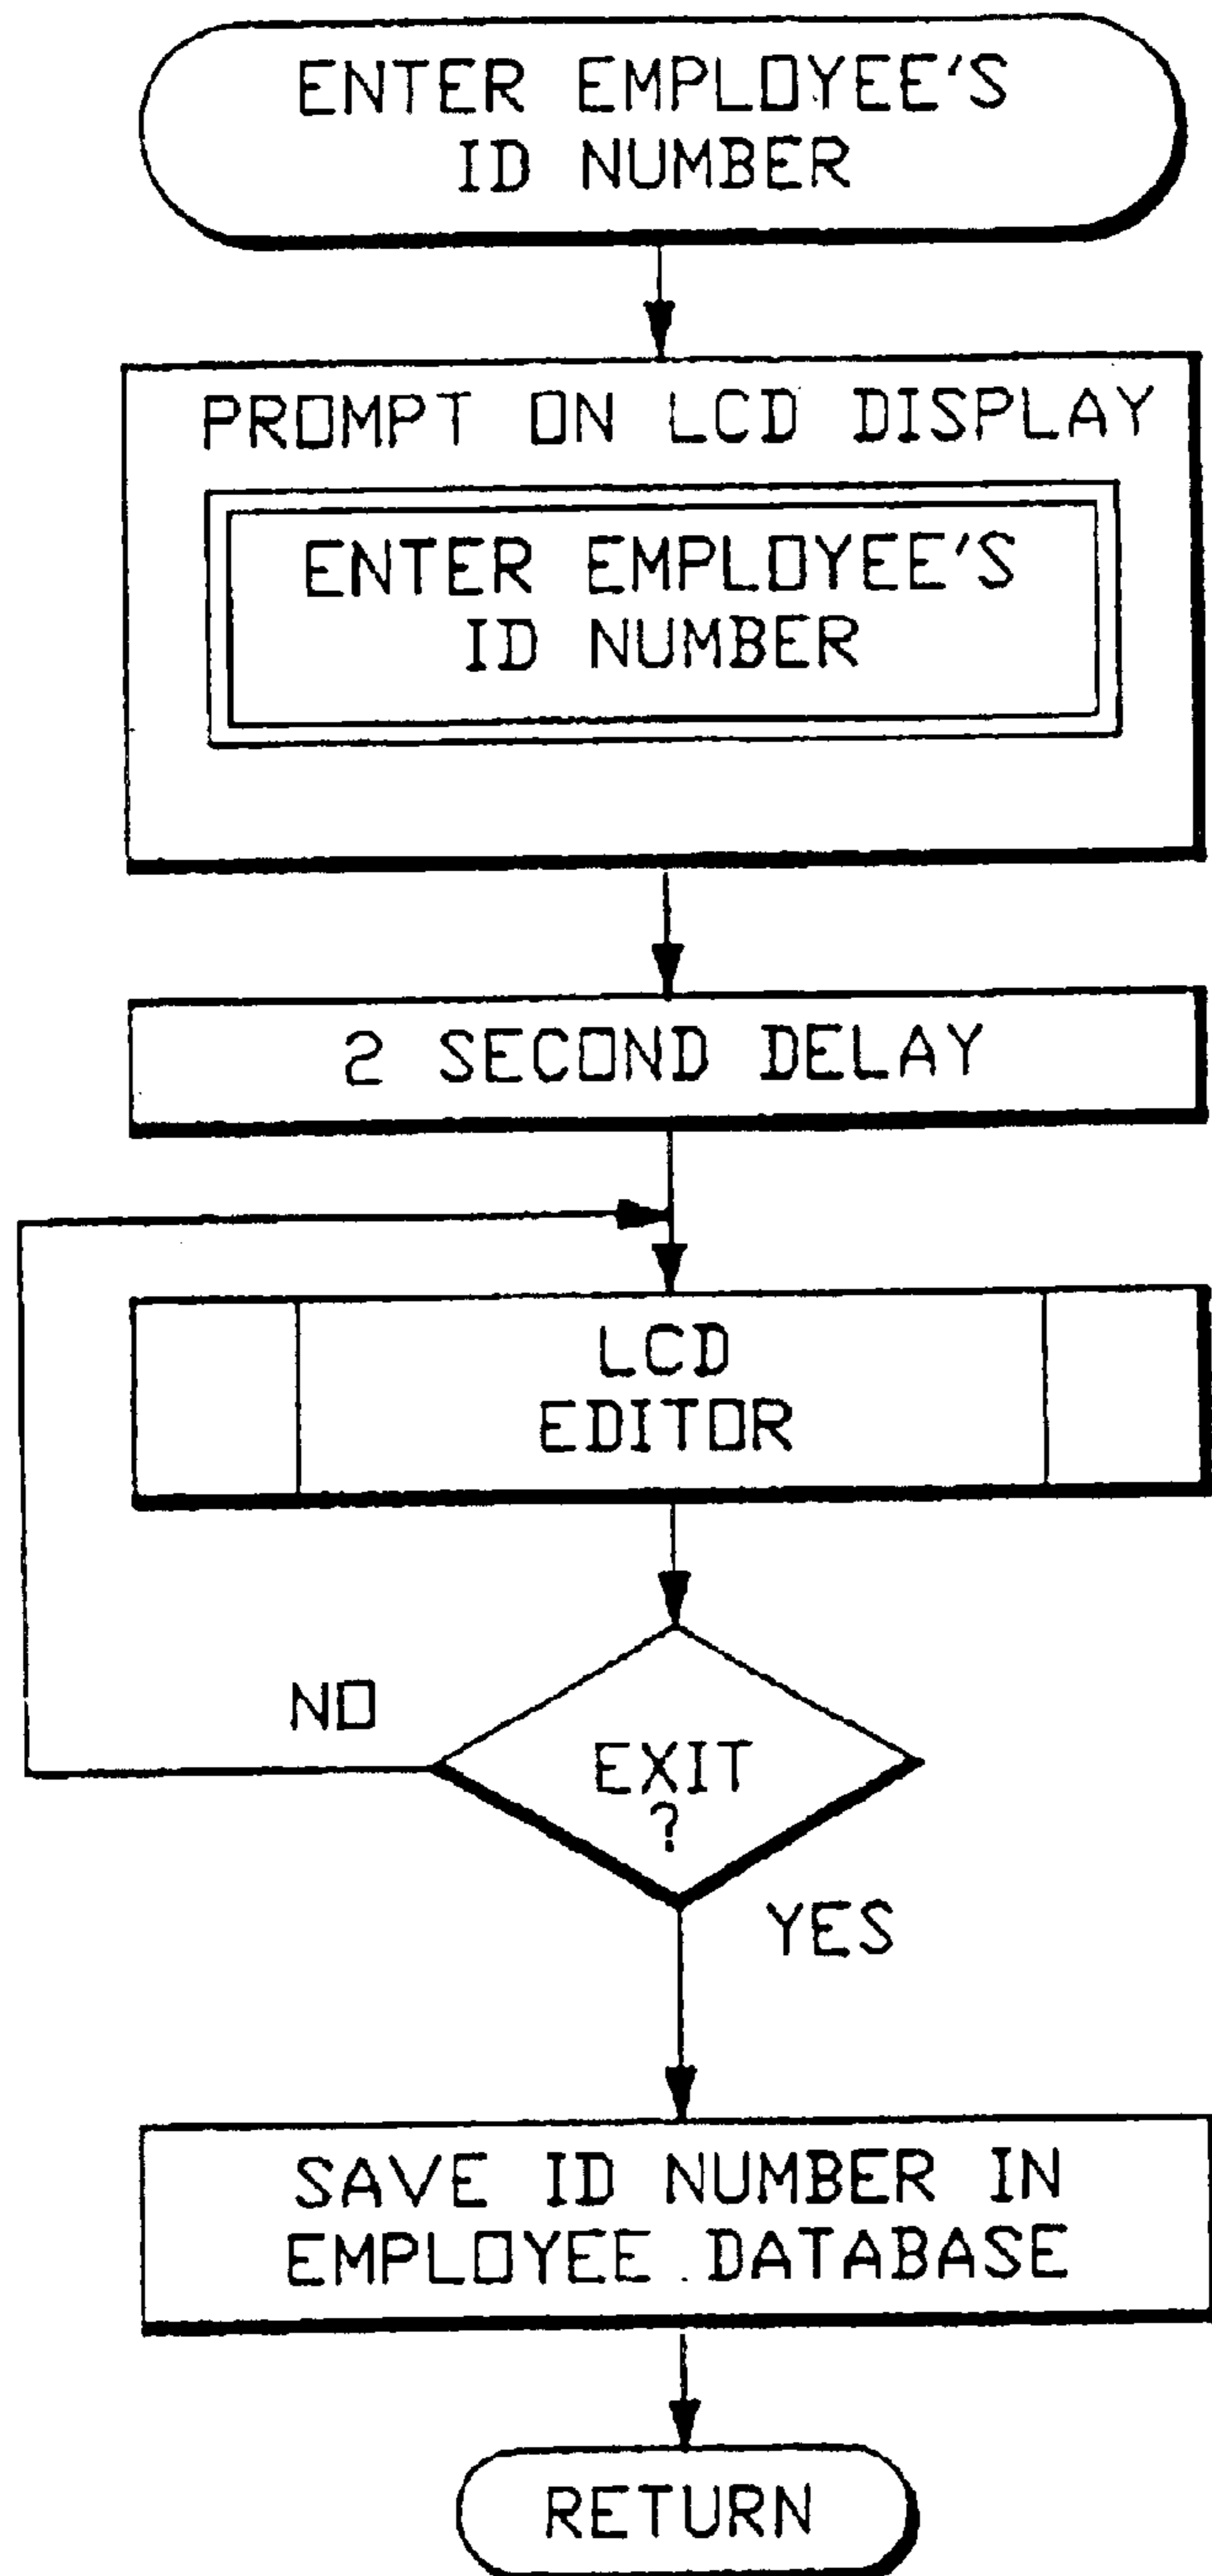 ENTER EMPLOYEE'S
ID NUMBER
PROMPT ON LCD DISPLAY
ENTER EMPLOYEE'S
ID NUMBER
2 SECOND DELAY
LCD
EDITOR
NO
EXIT
?
YES
SAVE ID NUMBER IN
EMPLOYEE DATABASE
RETURN